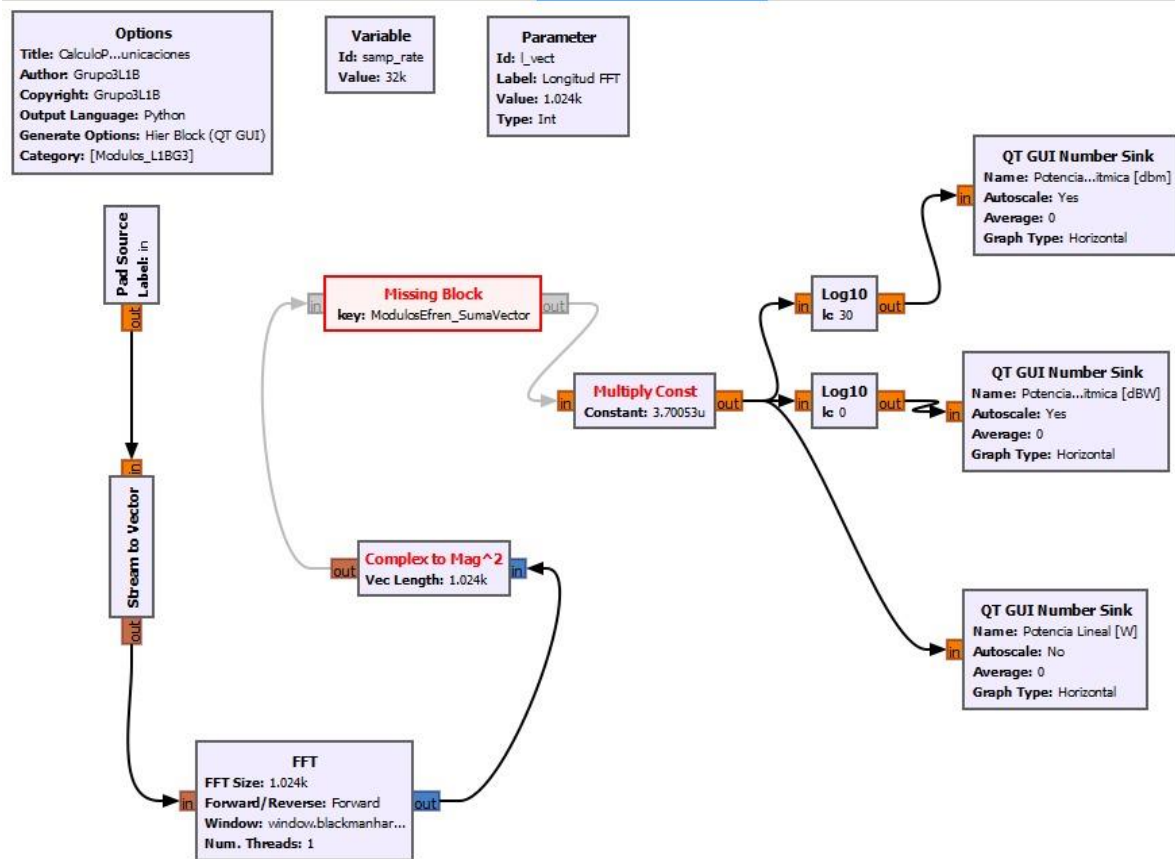 Options
Title: CalculoP...unicaciones
Author: Grupo3L1B
Copyright: Grupo3L1B
Output Language: Python
Generate Options: Hier Block (QT GUI)
Category: [Modulos_L1BG3]
Variable
Id: samp_rate
Value: 32k
Parameter
Id: l_vect
Label: Longitud FFT
Value: 1.024k
Type: Int
QT GUI Number Sink
Name: Potencia...itmica [dbm]
Autoscale: Yes
Average: 0
Graph Type: Horizontal
in
Pad Source
Label: in
out
Missing Block
key: ModulosEfren_SumaVector
in
out
Log10
k: 30
in
out
Multiply Const
Constant: 3.70053u
in
out
Log10
k: 0
in
out
QT GUI Number Sink
Name: Potencia...itmica [dBW]
Autoscale: Yes
Average: 0
Graph Type: Horizontal
in
in
Stream to Vector
out
Complex to Mag^2
Vec Length: 1.024k
out
in
QT GUI Number Sink
Name: Potencia Lineal [W]
Autoscale: No
Average: 0
Graph Type: Horizontal
in
FFT
FFT Size: 1.024k
Forward/Reverse: Forward
Window: window.blackmanhar...
Num. Threads: 1
in
out